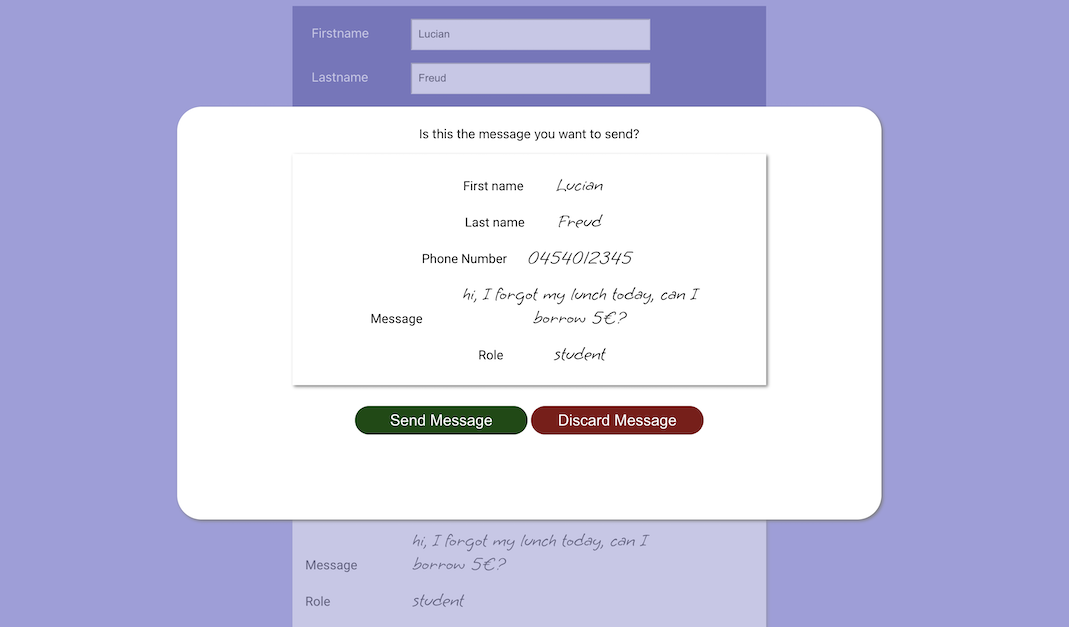 Firstname Lucian
Lastname Freud
Is this the message you want to send?
First name Lucian
Last name Freud
Phone Number 0454012345
hi, I forgot my lunch today, can I
Message borrow 5€?
Role student
Send Message Discard Message
hi, I forgot my lunch today, can I
Message borrow 5€?
Role student